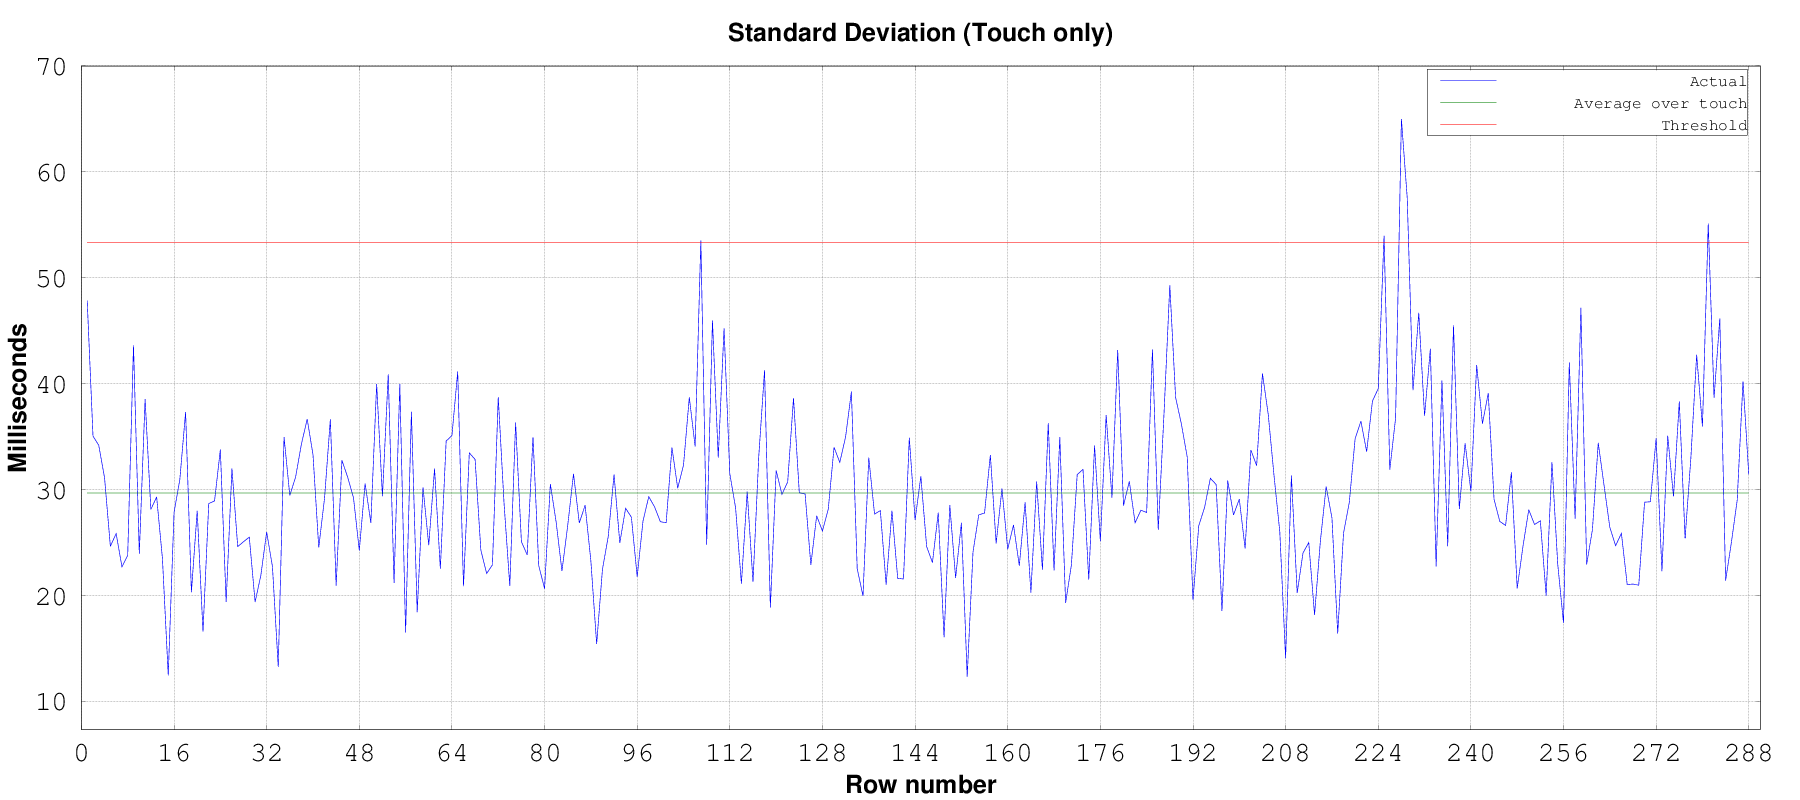 Standard Deviation (Touch only)
70
60
50
40
30
20
10
Milliseconds
Actual
Average over touch
Threshold
0 16 32 48 64 80 96 112 128 144 160 176 192 208 224 240 256 272 288
Row number